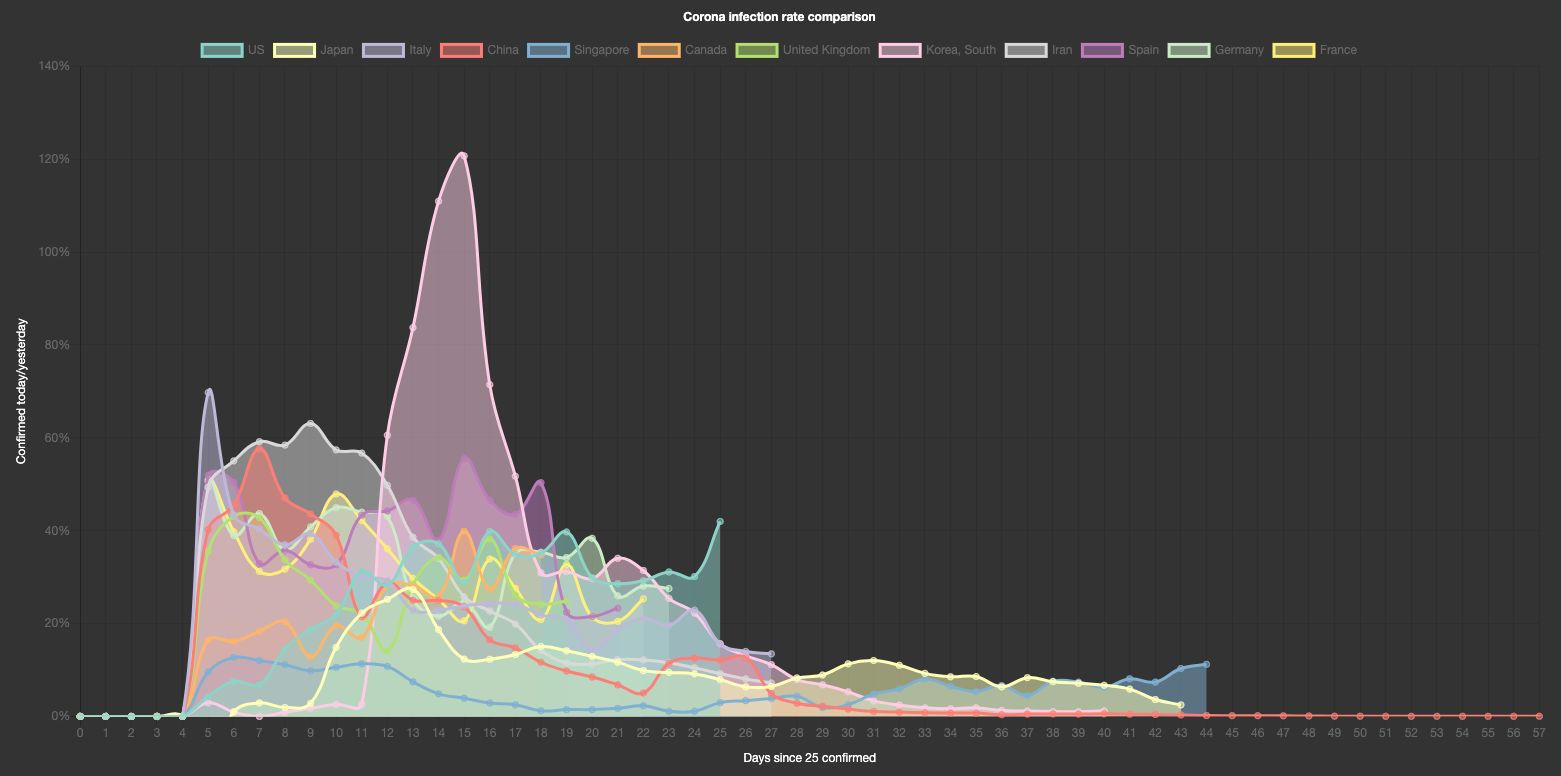 Corona infection rate comparison
US Japan Italy China Singapore Canada United Kingdom Korea, South Iran Spain Germany France
140%
120%
100%
80%
60%
40%
20%
0%
Confirmed today/yesterday
0 1 2 3 4 5 6 7 8 9 10 11 12 13 14 15 16 17 18 19 20 21 22 23 24 25 26 27 28 29 30 31 32 33 34 35 36 37 38 39 40 41 42 43 44 45 46 47 48 49 50 51 52 53 54 55 56 57
Days since 25 confirmed